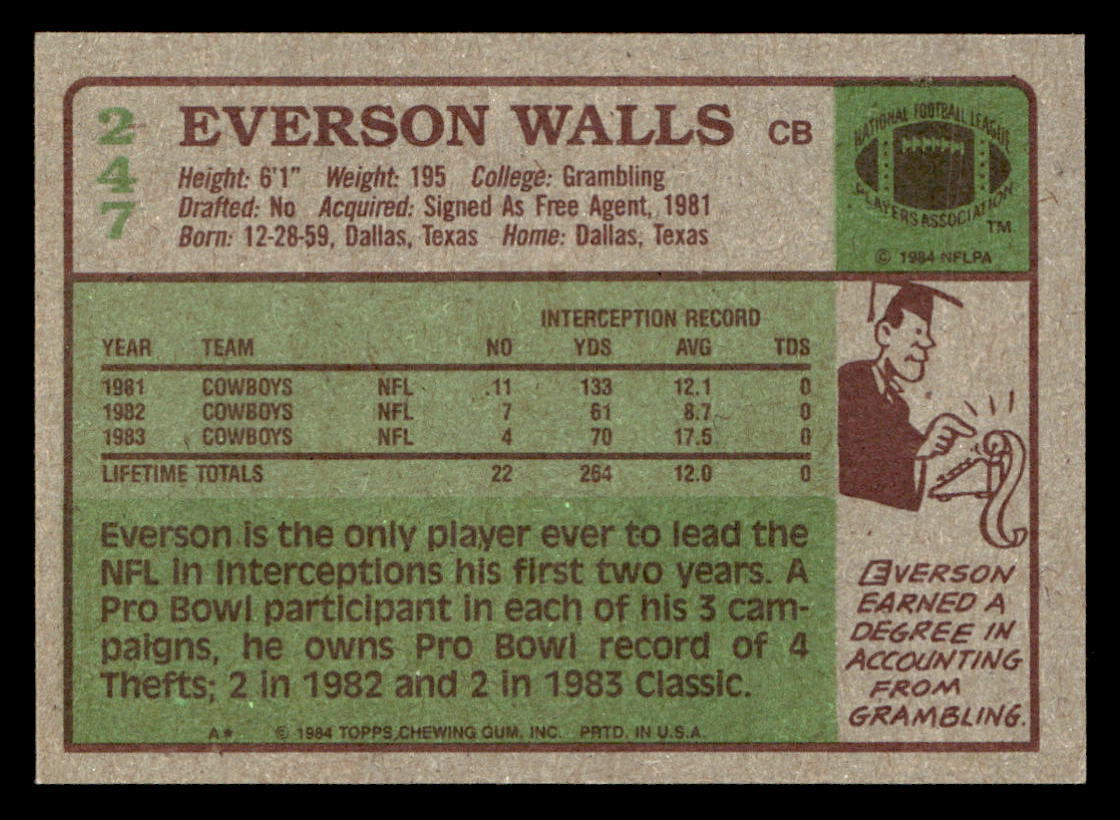 247
EVERSON WALLS CB
Height: 6'1" Weight: 195 College: Grambling
Drafted: No Acquired: Signed As Free Agent, 1981
Born: 12-28-59, Dallas, Texas Home: Dallas, Texas
NATIONAL FOOTBALL LEAGUE
PLAYERS ASSOCIATION
TM
© 1984 NFLPA
INTERCEPTION RECORD
YEAR TEAM NO YDS AVG TDS
1981 COWBOYS NFL 11 133 12.1 0
1982 COWBOYS NFL 7 61 8.7 0
1983 COWBOYS NFL 4 70 17.5 0
LIFETIME TOTALS 22 264 12.0 0
Everson is the only player ever to lead the
NFL in interceptions his first two years. A
Pro Bowl participant in each of his 3 cam-
paigns, he owns Pro Bowl record of 4
Thefts; 2 in 1982 and 2 in 1983 Classic.
A* © 1984 TOPPS CHEWING GUM, INC. PRTD. IN U.S.A.
EVERSON
EARNED A
DEGREE IN
ACCOUNTING
FROM
GRAMBLING.